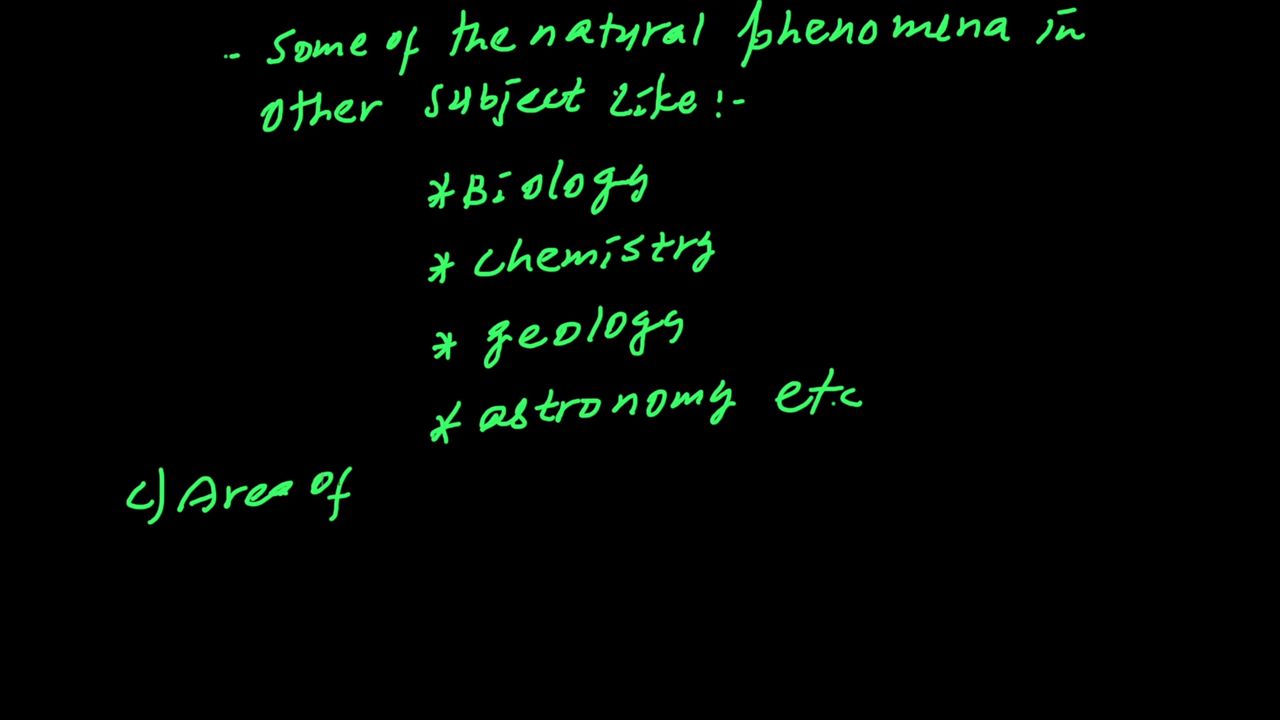 - Some of the natural phenomena in
other subject like :-
* Biology
* chemistry
* geology
* astronomy etc
c) Area of